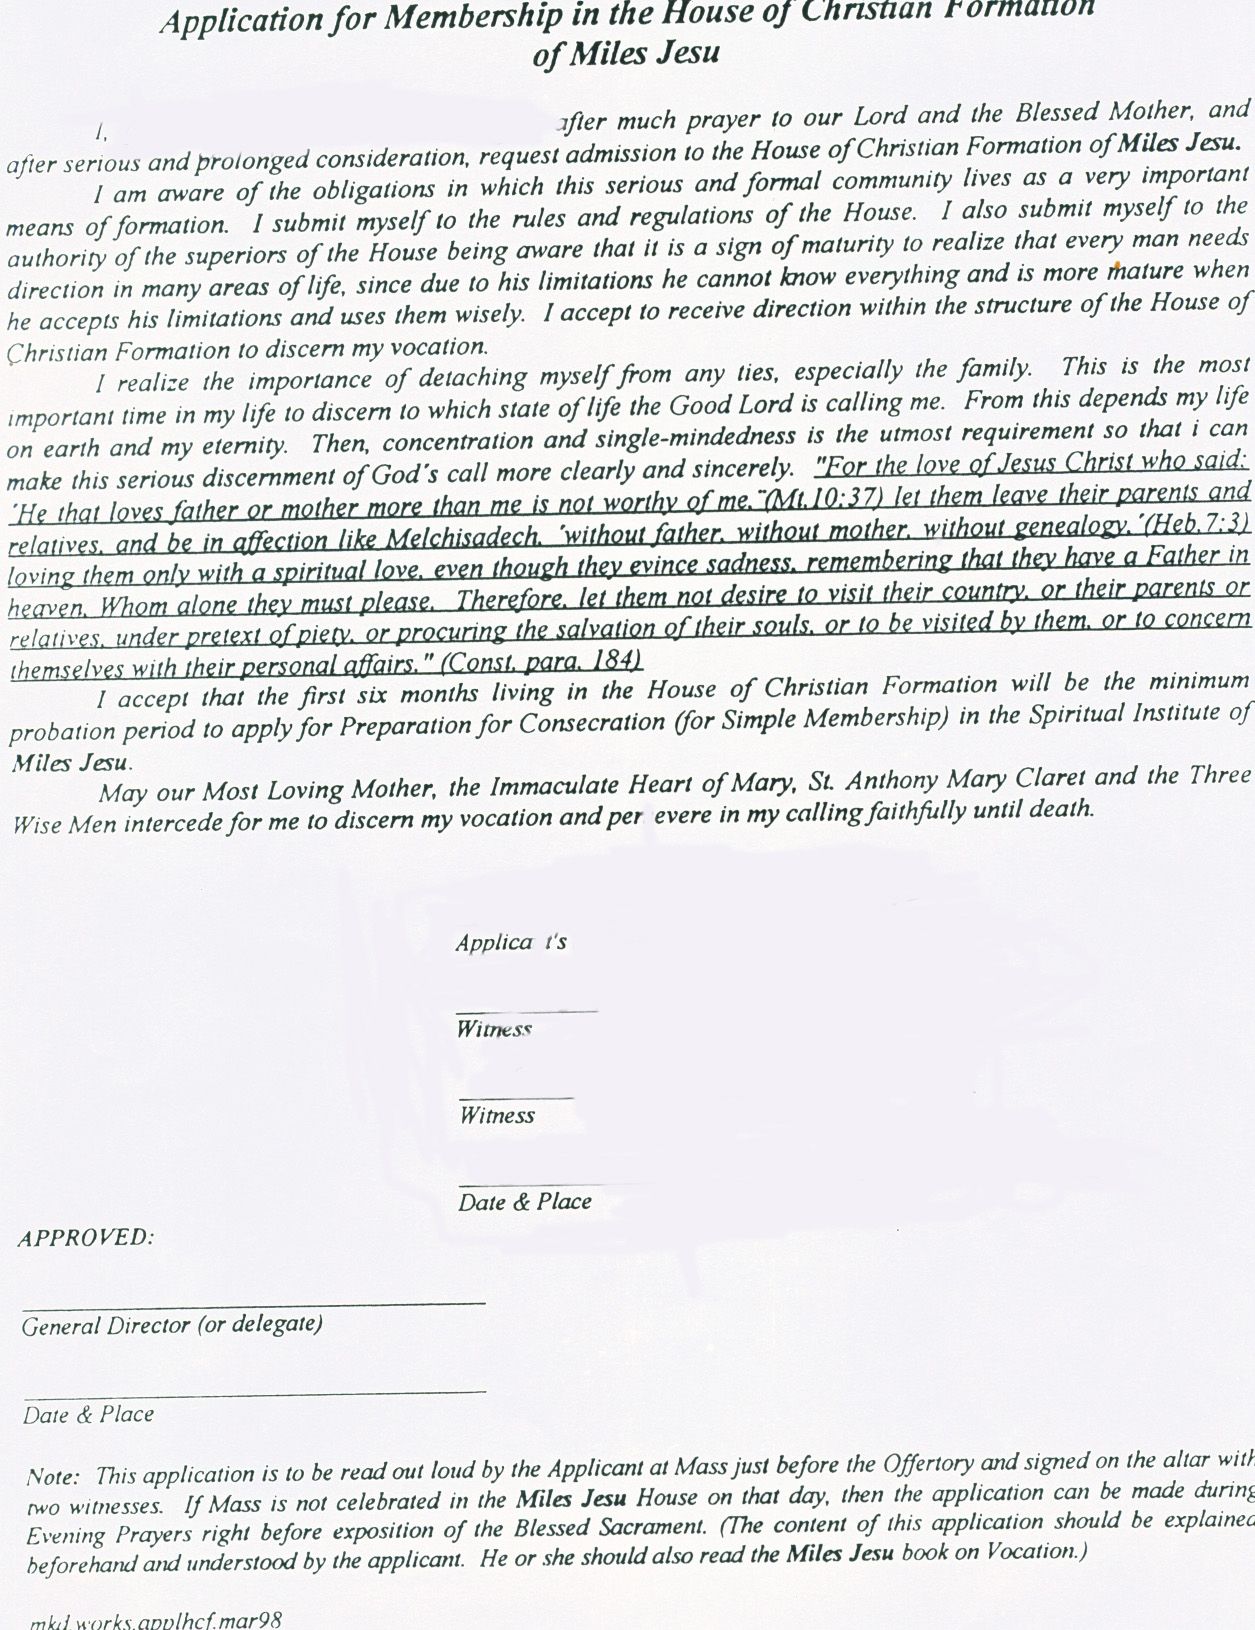 Application for Membership in the House of Christian Formation
of Miles Jesu
I, after much prayer to our Lord and the Blessed Mother, and
after serious and prolonged consideration, request admission to the House of Christian Formation of Miles Jesu.
I am aware of the obligations in which this serious and formal community lives as a very important
means of formation. I submit myself to the rules and regulations of the House. I also submit myself to the
authority of the superiors of the House being aware that it is a sign of maturity to realize that every man needs
direction in many areas of life, since due to his limitations he cannot know everything and is more mature when
he accepts his limitations and uses them wisely. I accept to receive direction within the structure of the House of
Christian Formation to discern my vocation.
I realize the importance of detaching myself from any ties, especially the family. This is the most
important time in my life to discern to which state of life the Good Lord is calling me. From this depends my life
on earth and my eternity. Then, concentration and single-mindedness is the utmost requirement so that i can
make this serious discernment of God's call more clearly and sincerely. "For the love of Jesus Christ who said:
'He that loves father or mother more than me is not worthy of me.'"(Mt.10:37) let them leave their parents and
relatives, and be in affection like Melchisadech, 'without father, without mother, without genealogy,'(Heb.7:3)
loving them only with a spiritual love, even though they evince sadness, remembering that they have a Father in
heaven, Whom alone they must please. Therefore, let them not desire to visit their country, or their parents or
relatives, under pretext of piety, or procuring the salvation of their souls, or to be visited by them, or to concern
themselves with their personal affairs." (Const. para. 184)
I accept that the first six months living in the House of Christian Formation will be the minimum
probation period to apply for Preparation for Consecration (for Simple Membership) in the Spiritual Institute of
Miles Jesu.
May our Most Loving Mother, the Immaculate Heart of Mary, St. Anthony Mary Claret and the Three
Wise Men intercede for me to discern my vocation and per evere in my calling faithfully until death.
Applica t's
Witness
Witness
Date & Place
APPROVED:
General Director (or delegate)
Date & Place
Note: This application is to be read out loud by the Applicant at Mass just before the Offertory and signed on the altar with
two witnesses. If Mass is not celebrated in the Miles Jesu House on that day, then the application can be made during
Evening Prayers right before exposition of the Blessed Sacrament. (The content of this application should be explained
beforehand and understood by the applicant. He or she should also read the Miles Jesu book on Vocation.)
mkd.works.applhcf.mar98